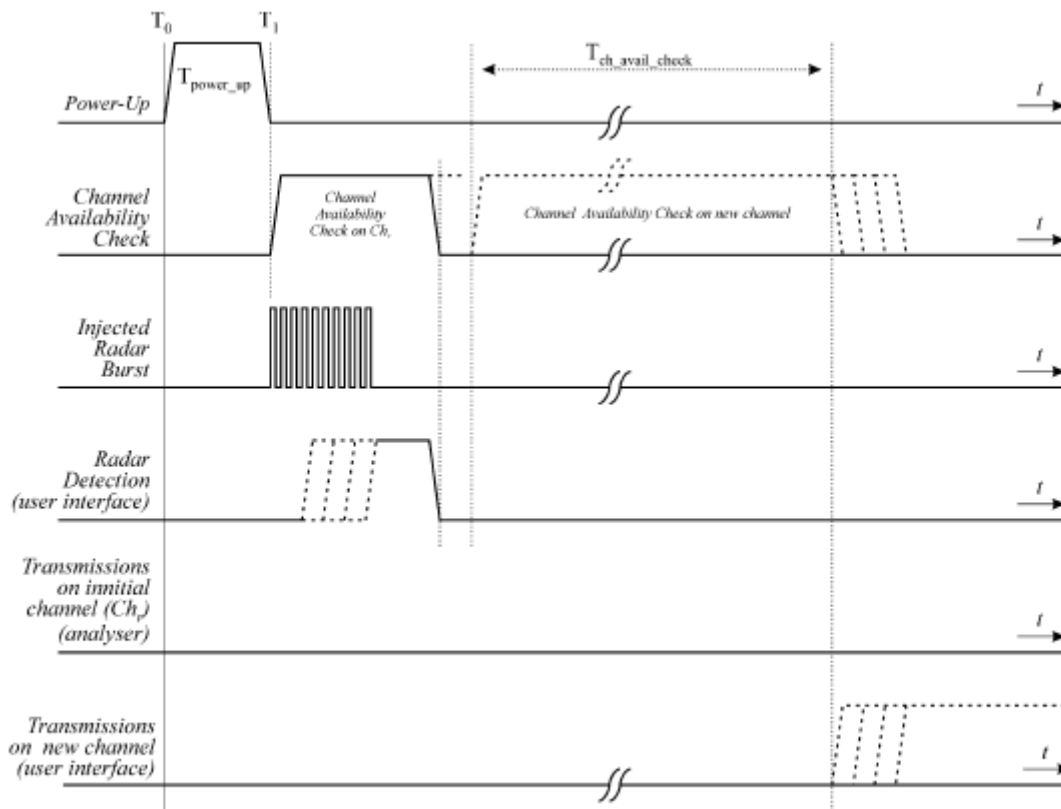 T0 T1
Tch_avail_check
Tpower_up
Power-Up
t
Channel
Availability
Check
Channel
Availability
Check on Chr
Channel Availability Check on new channel
t
Injected
Radar
Burst
t
Radar
Detection
(user interface)
t
Transmissions
on innitial
channel (Chr)
(analyser)
t
Transmissions
on new channel
(user interface)
t